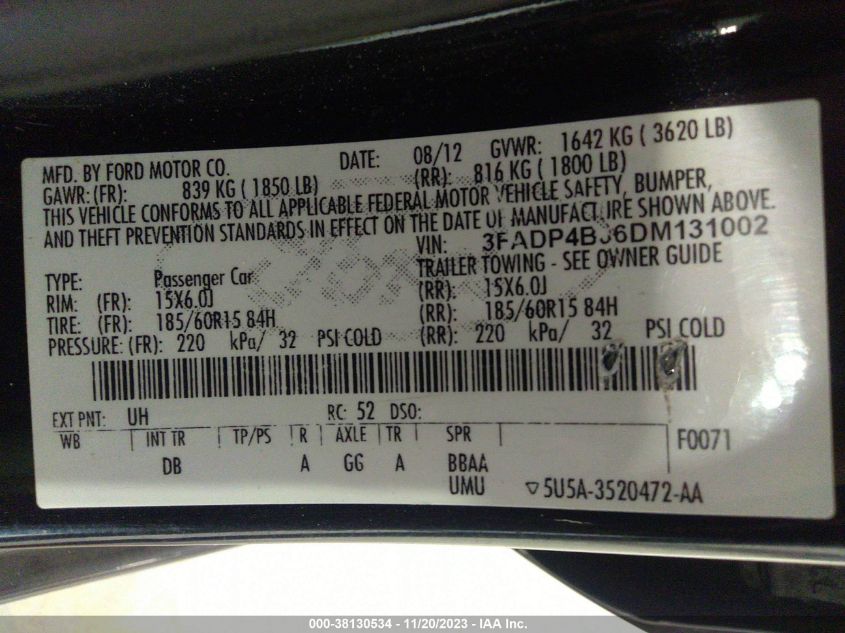 MFD. BY FORD MOTOR CO. DATE: 08/12 GVWR: 1642 KG ( 3620 LB)
GAWR: (FR): 839 KG ( 1850 LB) (RR): 816 KG ( 1800 LB)
THIS VEHICLE CONFORMS TO ALL APPLICABLE FEDERAL MOTOR VEHICLE SAFETY, BUMPER,
AND THEFT PREVENTION STANDARDS IN EFFECT ON THE DATE OF MANUFACTURE SHOWN ABOVE.
VIN: 3FADP4BJ6DM131002
TYPE: Passenger Car TRAILER TOWING - SEE OWNER GUIDE
RIM: (FR): 15X6.0J (RR): 15X6.0J
TIRE: (FR): 185/60R15 84H (RR): 185/60R15 84H
PRESSURE: (FR): 220 kPa/ 32 PSI COLD (RR): 220 kPa/ 32 PSI COLD
EXT PNT: UH RC: 52 DSO:
WB INT TR TP/PS R AXLE TR SPR F0071
DB A GG A BBAA
UMU ▽5U5A-3520472-AA
000-38130534 - 11/20/2023 - IAA Inc.